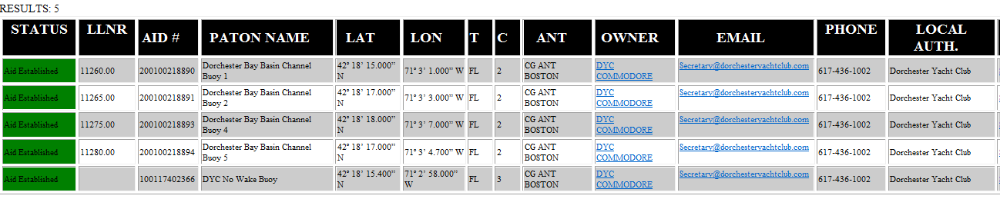 RESULTS: 5
STATUS LLNR AID # PATON NAME LAT LON T C ANT OWNER EMAIL PHONE LOCAL AUTH.
Aid Established 11260.00 200100218890 Dorchester Bay Basin Channel Buoy 1 42° 18’ 15.000” N 71° 3’ 1.000” W FL 2 CG ANT BOSTON DYC COMMODORE Secretary@dorchesteryachtclub.com 617-436-1002 Dorchester Yacht Club
Aid Established 11265.00 200100218891 Dorchester Bay Basin Channel Buoy 2 42° 18’ 17.000” N 71° 3’ 3.000” W FL 2 CG ANT BOSTON DYC COMMODORE Secretary@dorchesteryachtclub.com 617-436-1002 Dorchester Yacht Club
Aid Established 11275.00 200100218893 Dorchester Bay Basin Channel Buoy 4 42° 18’ 18.000” N 71° 3’ 7.000” W FL 2 CG ANT BOSTON DYC COMMODORE Secretary@dorchesteryachtclub.com 617-436-1002 Dorchester Yacht Club
Aid Established 11280.00 200100218894 Dorchester Bay Basin Channel Buoy 5 42° 18’ 17.000” N 71° 3’ 4.700” W FL 2 CG ANT BOSTON DYC COMMODORE Secretary@dorchesteryachtclub.com 617-436-1002 Dorchester Yacht Club
Aid Established 100117402366 DYC No Wake Buoy 42° 18’ 15.400” N 71° 2’ 58.000” W FL 3 CG ANT BOSTON DYC COMMODORE Secretary@dorchesteryachtclub.com 617-436-1002 Dorchester Yacht Club